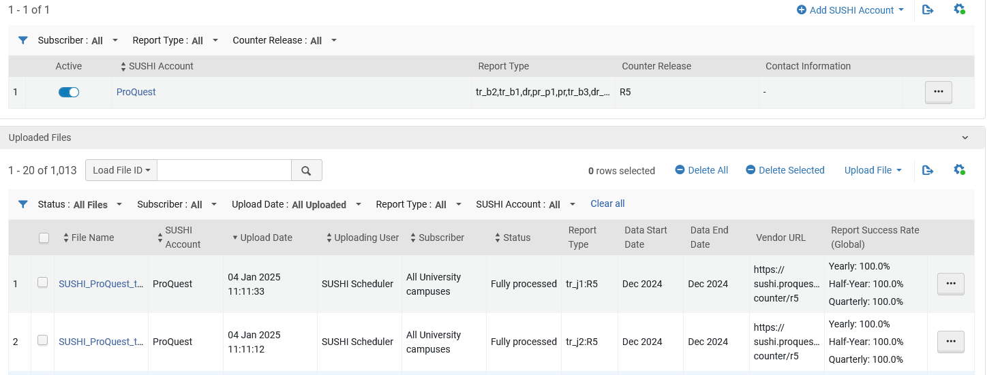 1 - 1 of 1 Add SUSHI Account
Subscriber : All Report Type : All Counter Release : All
Active SUSHI Account Report Type Counter Release Contact Information
1 ProQuest tr_b2,tr_b1,dr,pr_p1,pr,tr_b3,dr_... R5 - ...
Uploaded Files
1 - 20 of 1,013 Load File ID 0 rows selected Delete All Delete Selected Upload File
Status : All Files Subscriber : All Upload Date : All Uploaded Report Type : All SUSHI Account : All Clear all
File Name SUSHI Account Upload Date Uploading User Subscriber Status Report Type Data Start Date Data End Date Vendor URL Report Success Rate (Global)
1 SUSHI_ProQuest_t... ProQuest 04 Jan 2025 11:11:33 SUSHI Scheduler All University campuses Fully processed tr_j1:R5 Dec 2024 Dec 2024 https:// sushi.proques... counter/r5 Yearly: 100.0% Half-Year: 100.0% Quarterly: 100.0% ...
2 SUSHI_ProQuest_t... ProQuest 04 Jan 2025 11:11:12 SUSHI Scheduler All University campuses Fully processed tr_j2:R5 Dec 2024 Dec 2024 https:// sushi.proques... counter/r5 Yearly: 100.0% Half-Year: 100.0% Quarterly: 100.0% ...